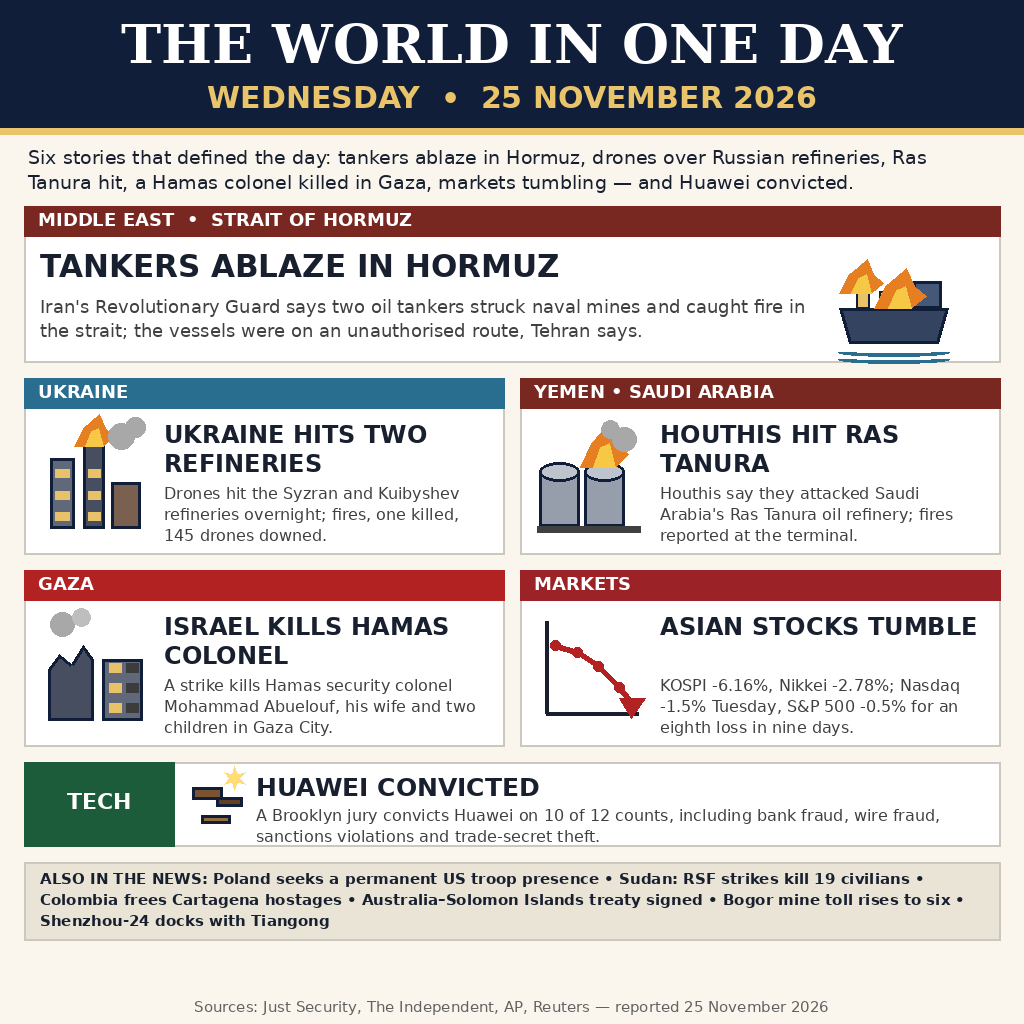 THE WORLD IN ONE DAY
WEDNESDAY • 25 NOVEMBER 2026
Six stories that defined the day: tankers ablaze in Hormuz, drones over Russian refineries, Ras
Tanura hit, a Hamas colonel killed in Gaza, markets tumbling — and Huawei convicted.
MIDDLE EAST • STRAIT OF HORMUZ
TANKERS ABLAZE IN HORMUZ
Iran's Revolutionary Guard says two oil tankers struck naval mines and caught fire in
the strait; the vessels were on an unauthorised route, Tehran says.
UKRAINE
UKRAINE HITS TWO
REFINERIES
Drones hit the Syzran and Kuibyshev
refineries overnight; fires, one killed,
145 drones downed.
YEMEN • SAUDI ARABIA
HOUTHIS HIT RAS
TANURA
Houthis say they attacked Saudi
Arabia's Ras Tanura oil refinery; fires
reported at the terminal.
GAZA
ISRAEL KILLS HAMAS
COLONEL
A strike kills Hamas security colonel
Mohammad Abuelouf, his wife and two
children in Gaza City.
MARKETS
ASIAN STOCKS TUMBLE
KOSPI -6.16%, Nikkei -2.78%; Nasdaq
-1.5% Tuesday, S&P 500 -0.5% for an
eighth loss in nine days.
TECH
HUAWEI CONVICTED
A Brooklyn jury convicts Huawei on 10 of 12 counts, including bank fraud, wire fraud,
sanctions violations and trade-secret theft.
ALSO IN THE NEWS: Poland seeks a permanent US troop presence • Sudan: RSF strikes kill 19 civilians •
Colombia frees Cartagena hostages • Australia–Solomon Islands treaty signed • Bogor mine toll rises to six •
Shenzhou-24 docks with Tiangong
Sources: Just Security, The Independent, AP, Reuters — reported 25 November 2026